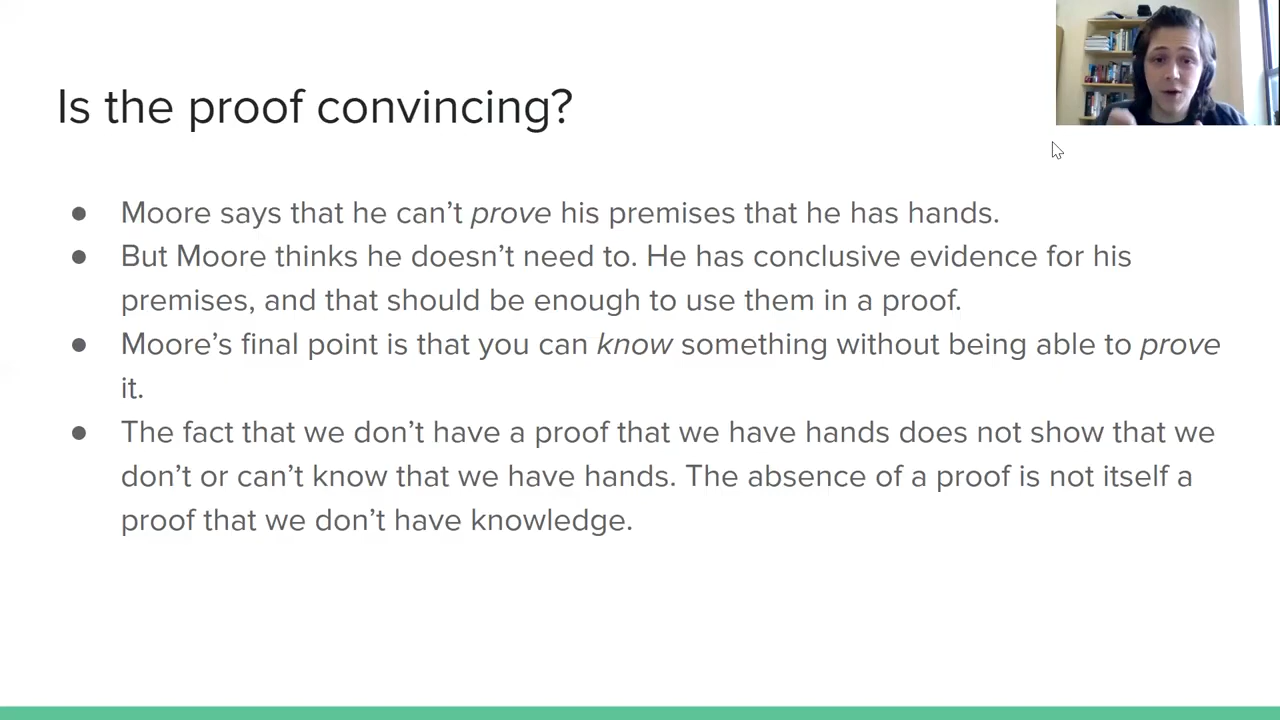 Is the proof convincing?
● Moore says that he can’t prove his premises that he has hands.
● But Moore thinks he doesn’t need to. He has conclusive evidence for his
premises, and that should be enough to use them in a proof.
● Moore’s final point is that you can know something without being able to prove
it.
● The fact that we don’t have a proof that we have hands does not show that we
don’t or can’t know that we have hands. The absence of a proof is not itself a
proof that we don’t have knowledge.